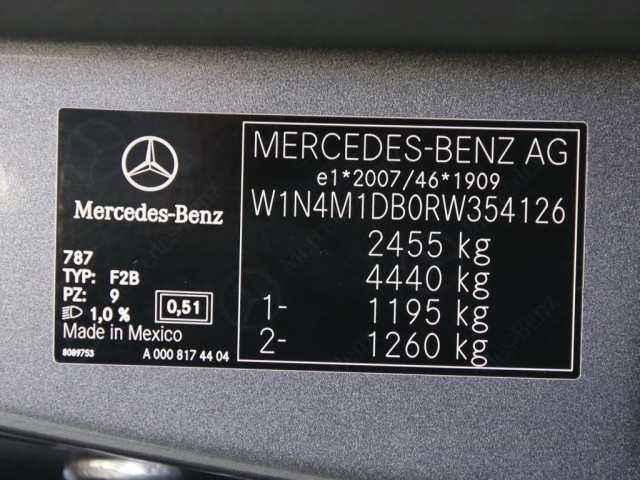 Mercedes-Benz
787
TYP: F2B
PZ: 9
1,0 %
0,51
Made in Mexico
8089753 A 000 817 44 04
MERCEDES-BENZ AG
e1*2007/46*1909
W1N4M1DB0RW354126
2455 kg
4440 kg
1- 1195 kg
2- 1260 kg